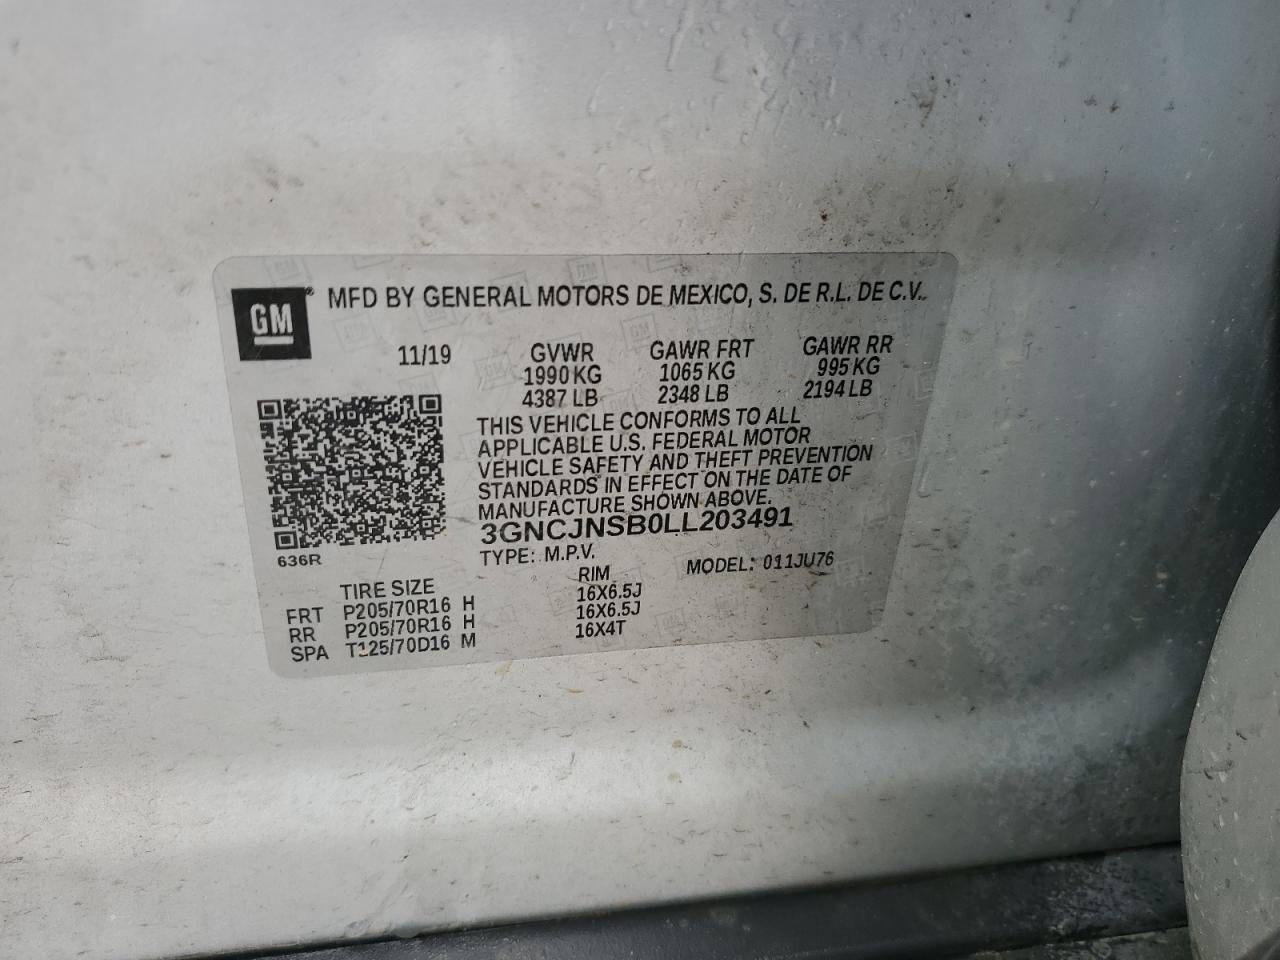 GM
MFD BY GENERAL MOTORS DE MEXICO, S. DE R.L. DE C.V.
11/19 GVWR GAWR FRT GAWR RR
1990 KG 1065 KG 995 KG
4387 LB 2348 LB 2194 LB
THIS VEHICLE CONFORMS TO ALL
APPLICABLE U.S. FEDERAL MOTOR
VEHICLE SAFETY AND THEFT PREVENTION
STANDARDS IN EFFECT ON THE DATE OF
MANUFACTURE SHOWN ABOVE.
3GNCJNSB0LL203491
636R
TYPE: M.P.V. MODEL: 011JU76
TIRE SIZE RIM
FRT P205/70R16 H 16X6.5J
RR P205/70R16 H 16X6.5J
SPA T125/70D16 M 16X4T